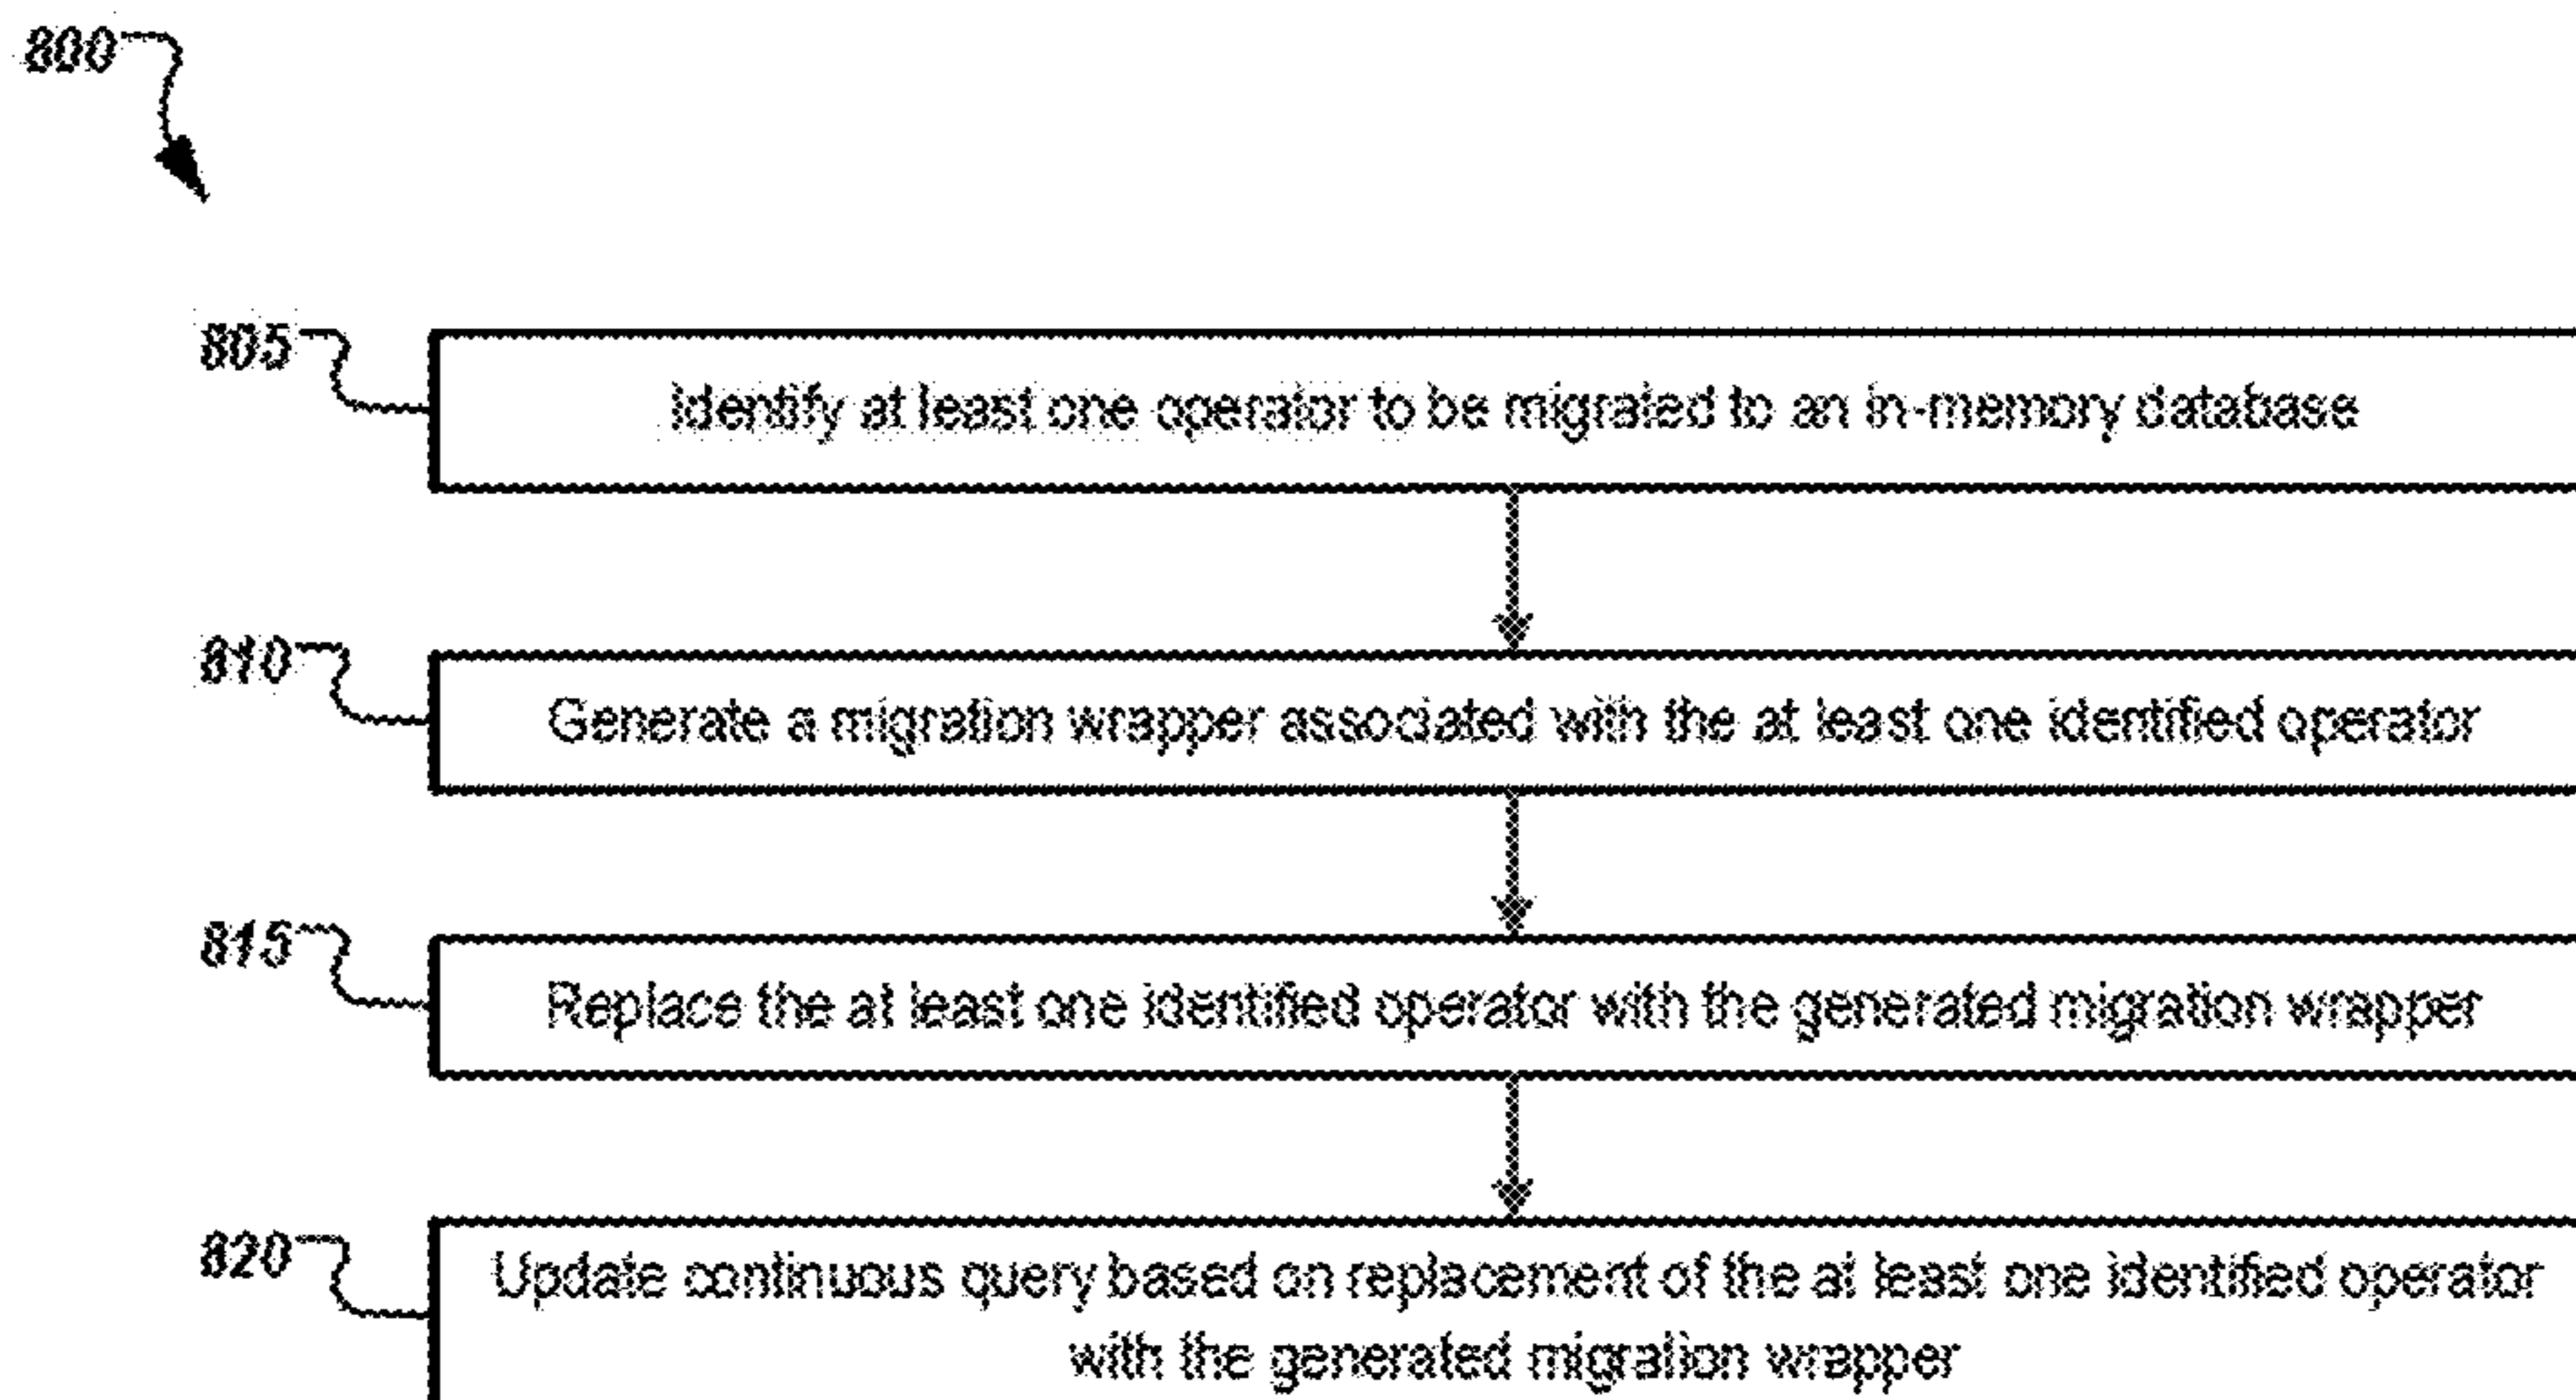 800
805
Identify at least one operator to be migrated to an in-memory database
810
Generate a migration wrapper associated with the at least one identified operator
815
Replace the at least one identified operator with the generated migration wrapper
820
Update continuous query based on replacement of the at least one identified operator
with the generated migration wrapper